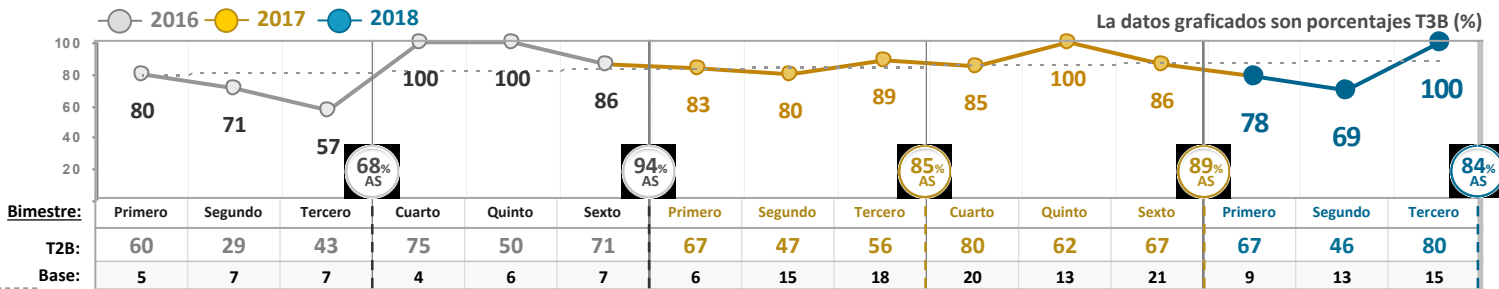 2016 2017 2018
La datos graficados son porcentajes T3B (%)
100
80
60
40
20
80 71 57 100 100 86 83 80 89 85 100 86 78 69 100
68% AS 94% AS 85% AS 89% AS 84% AS
Bimestre: Primero Segundo Tercero Cuarto Quinto Sexto Primero Segundo Tercero Cuarto Quinto Sexto Primero Segundo Tercero
T2B: 60 29 43 75 50 71 67 47 56 80 62 67 67 46 80
Base: 5 7 7 4 6 7 6 15 18 20 13 21 9 13 15